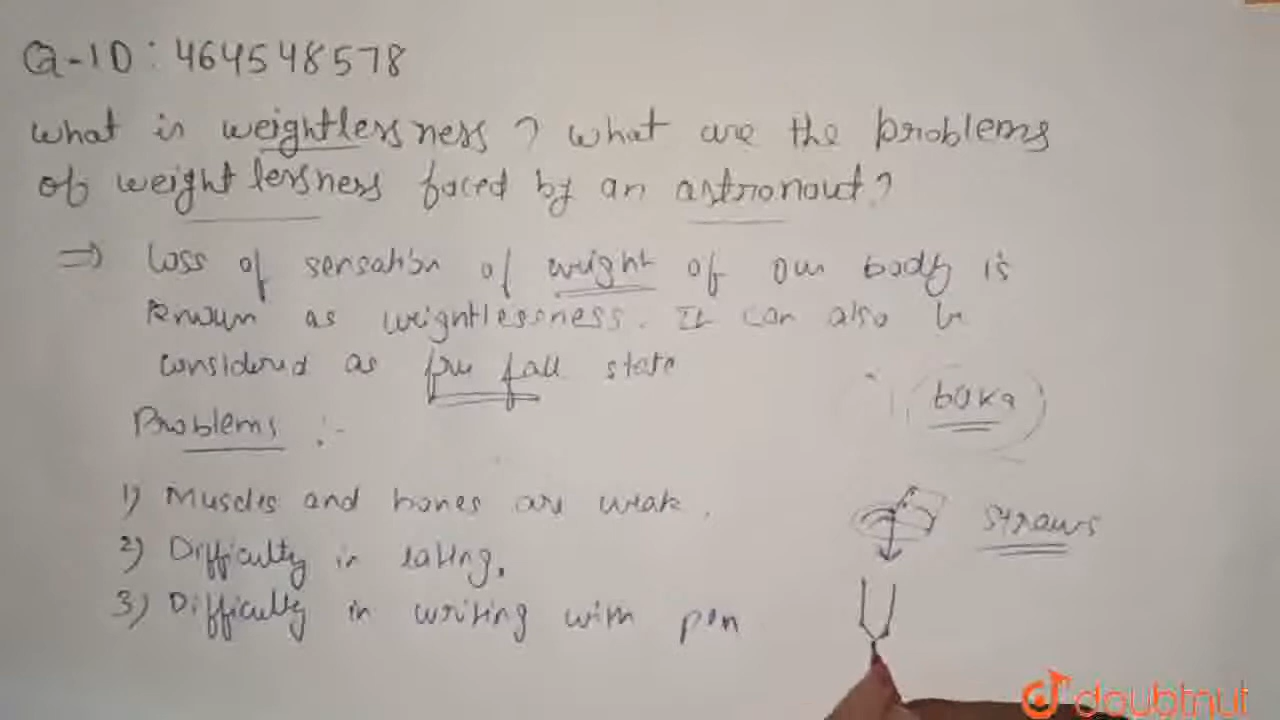 Q-ID: 464548578
What is weightlessness? What are the problems
of weightlessness faced by an astronaut?
⇒ Loss of sensation of weight of our body is
known as weightlessness. It can also be
considered as free fall state
Problems :-
1) Muscles and bones are weak.
2) Difficulty in eating.
3) Difficulty in writing with pen
straws
doubtnut